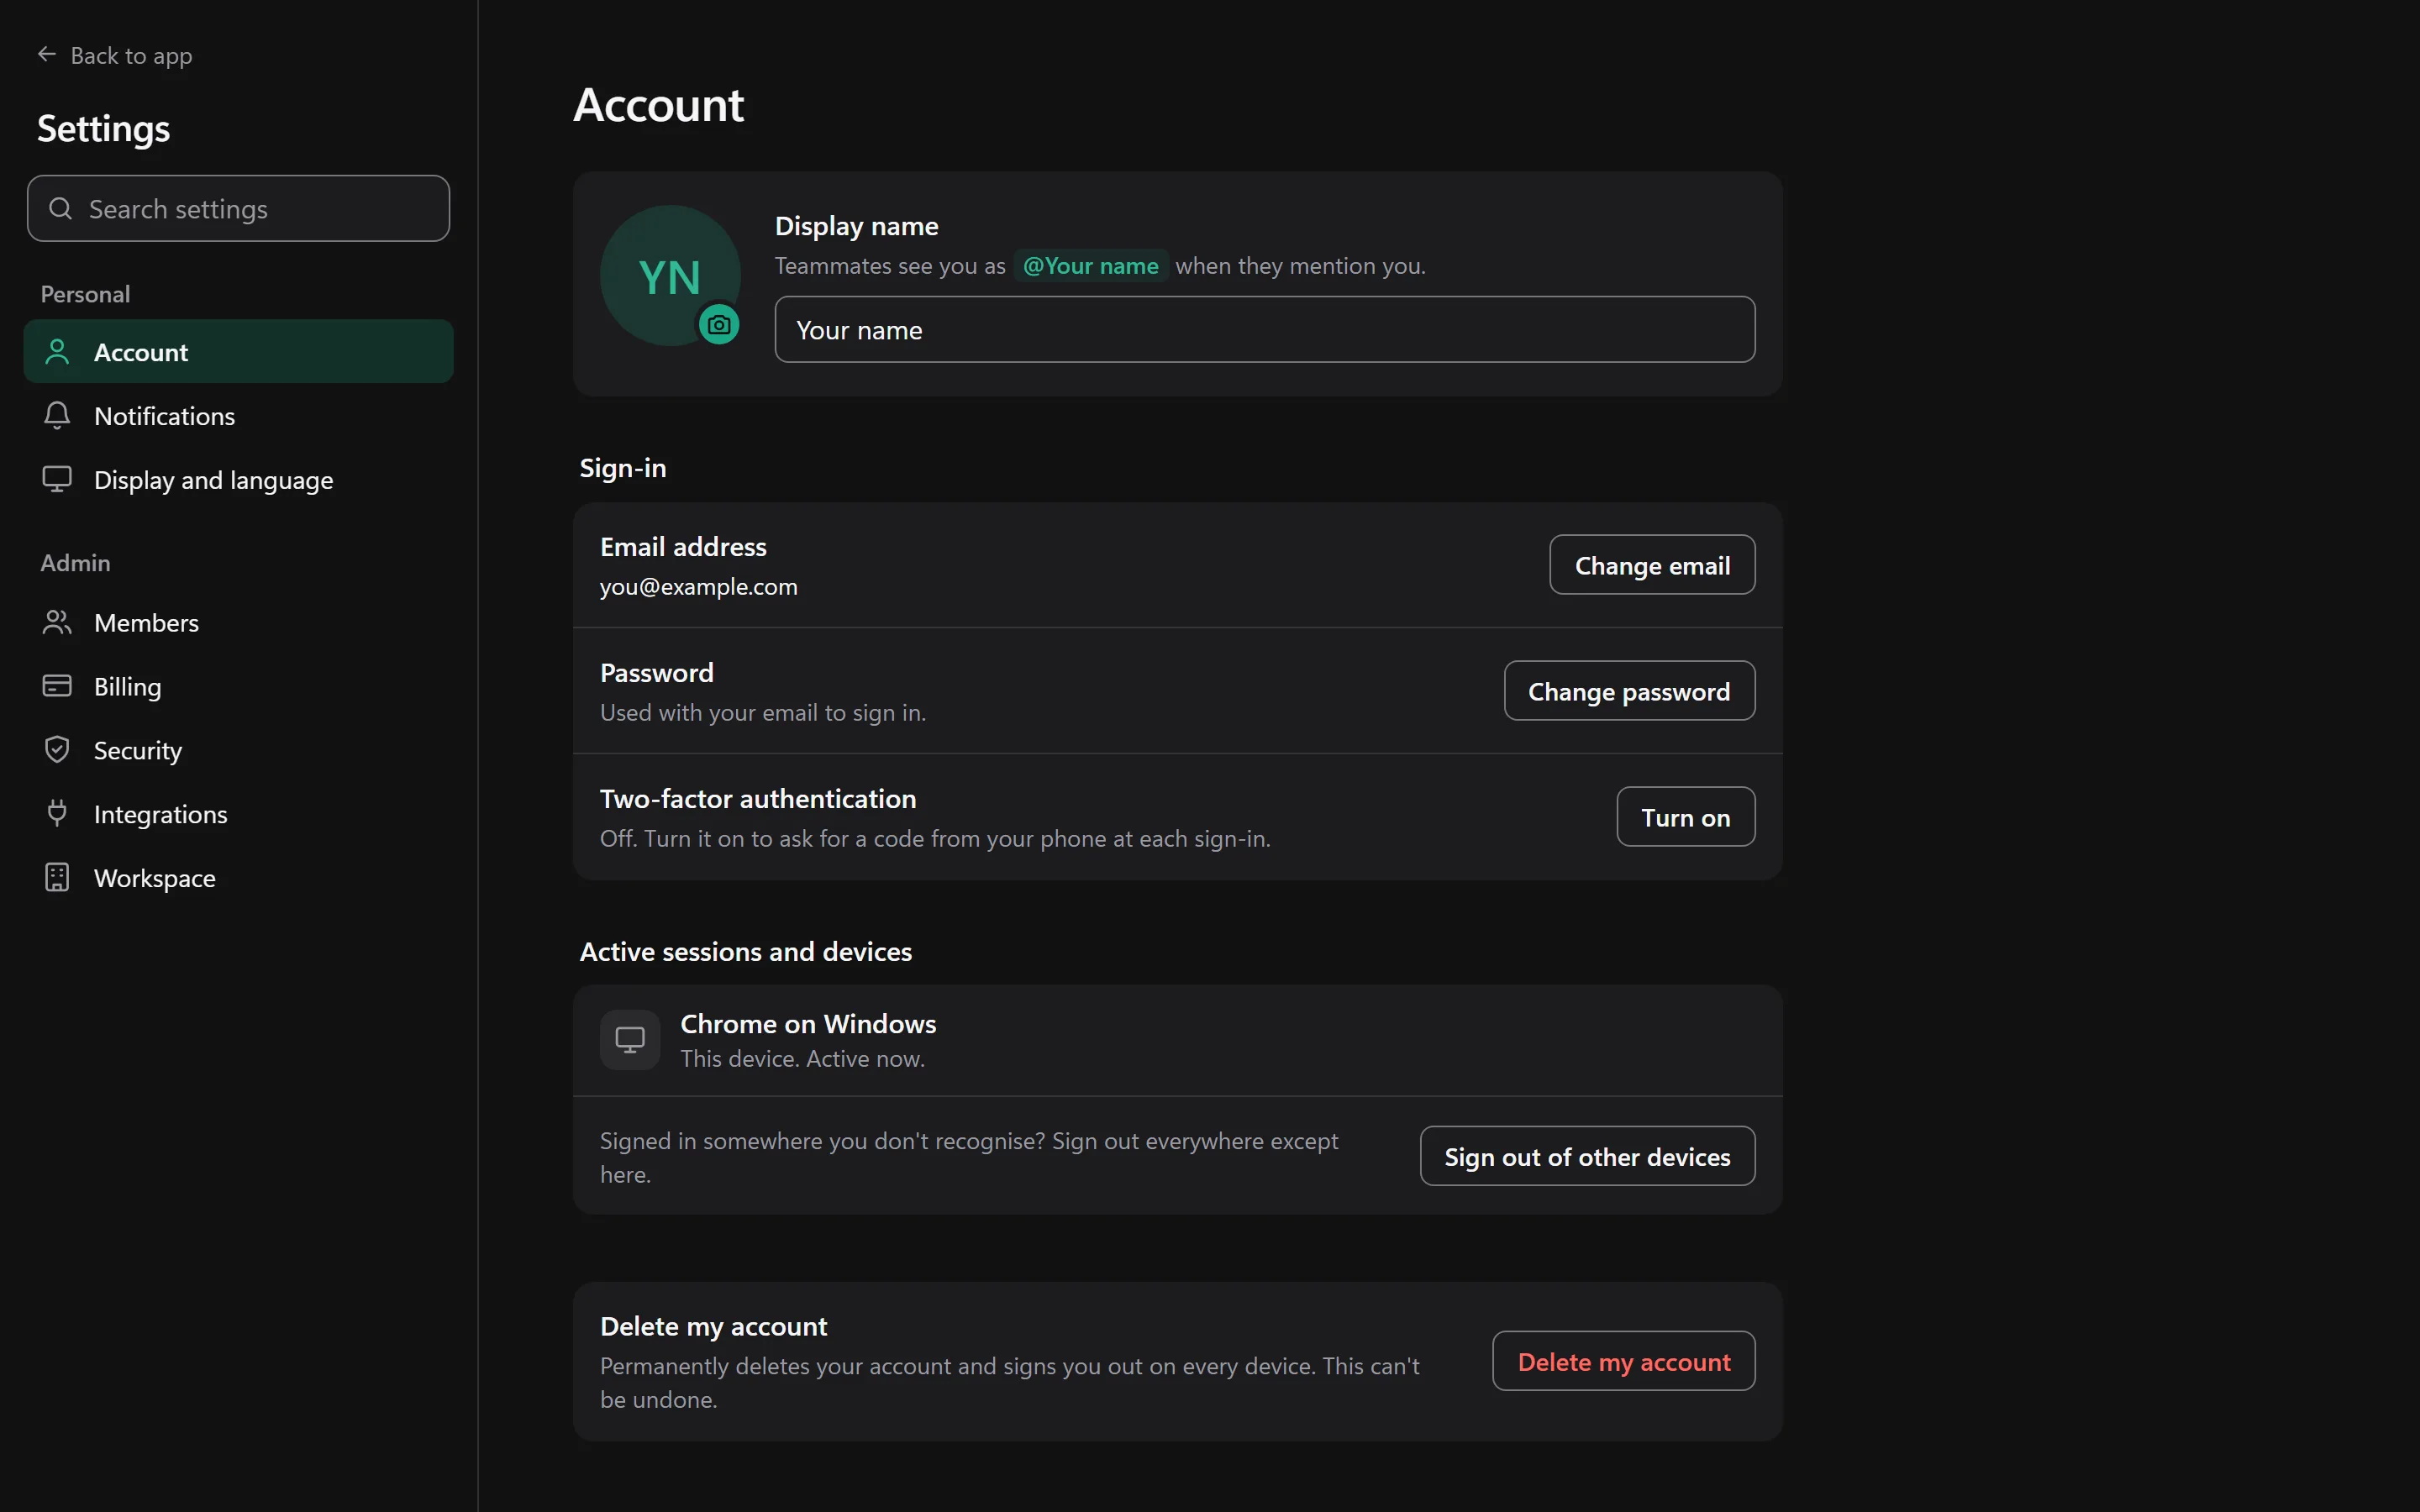 Back to app
Settings
Search settings
Personal
Account
Notifications
Display and language
Admin
Members
Billing
Security
Integrations
Workspace
Account
YN
Display name
Teammates see you as @Your name when they mention you.
Your name
Sign-in
Email address
you@example.com
Change email
Password
Used with your email to sign in.
Change password
Two-factor authentication
Off. Turn it on to ask for a code from your phone at each sign-in.
Turn on
Active sessions and devices
Chrome on Windows
This device. Active now.
Signed in somewhere you don't recognise? Sign out everywhere except
here.
Sign out of other devices
Delete my account
Permanently deletes your account and signs you out on every device. This can't
be undone.
Delete my account